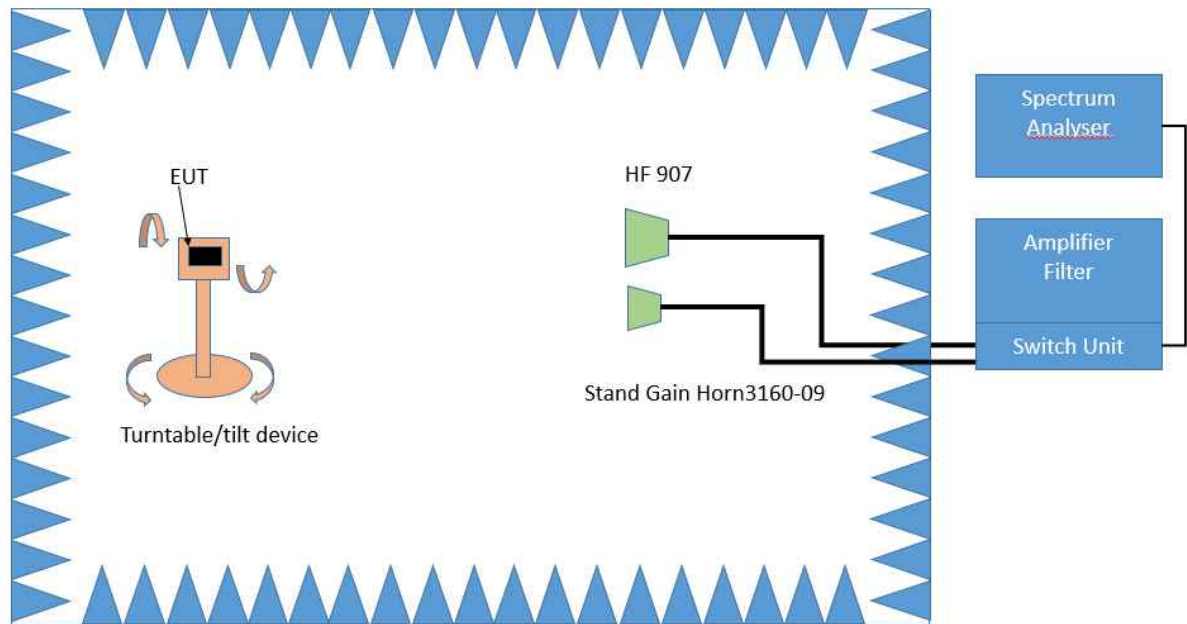 EUT
Turntable/tilt device
HF 907
Stand Gain Horn3160-09
Spectrum
Analyser
Amplifier
Filter
Switch Unit